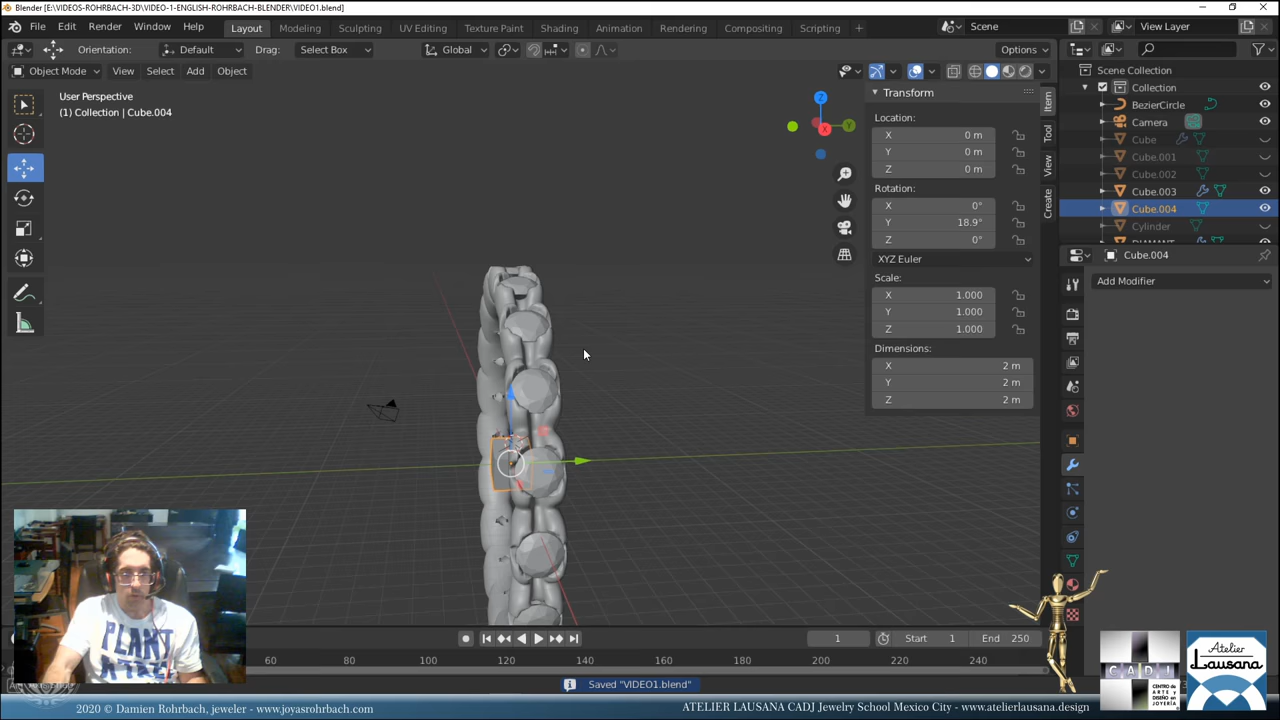 Blender [E:\VIDEOS-ROHRBACH-3D\VIDEO-1-ENGLISH-ROHRBACH-BLENDER\VIDEO1.blend]
File Edit Render Window Help Layout Modeling Sculpting UV Editing Texture Paint Shading Animation Rendering Compositing Scripting + Scene View Layer
Orientation: Default Drag: Select Box Global Options
Object Mode View Select Add Object
User Perspective
(1) Collection | Cube.004
Z
Y
X
Transform
Location:
X 0 m
Y 0 m
Z 0 m
Rotation:
X 0°
Y 18.9°
Z 0°
XYZ Euler
Scale:
X 1.000
Y 1.000
Z 1.000
Dimensions:
X 2 m
Y 2 m
Z 2 m
Item
Tool
View
Create
Scene Collection
Collection
BezierCircle
Camera
Cube
Cube.001
Cube.002
Cube.003
Cube.004
Cylinder
Cube.004
Add Modifier
1 Start 1 End 250
60 80 100 120 140 160 180 200 220 240
Saved "VIDEO1.blend"
PLANT
CADJ
CENTRO DE
ARTE
Y DISEÑO
EN
JOYERÍA
Atelier
Lausana
2020 © Damien Rohrbach, jeweler - www.joyasrohrbach.com
ATELIER LAUSANA CADJ Jewelry School Mexico City - www.atelierlausana.design